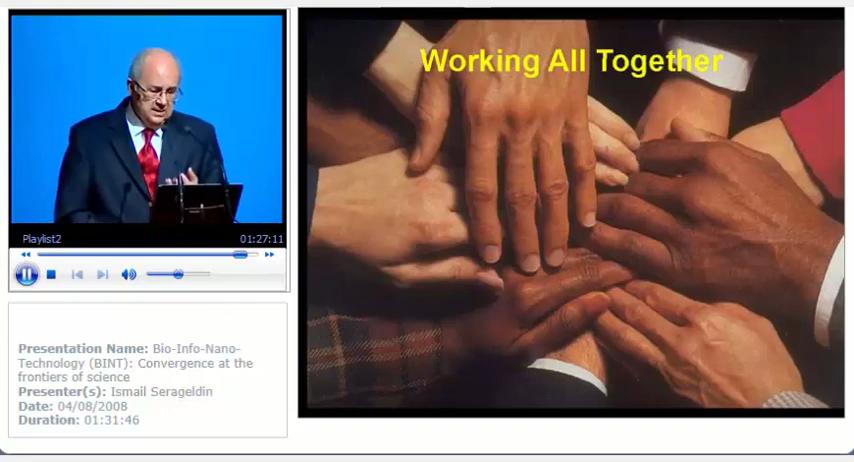 Working All Together
Playlist2 01:27:11
Presentation Name: Bio-Info-Nano-
Technology (BINT): Convergence at the
frontiers of science
Presenter(s): Ismail Serageldin
Date: 04/08/2008
Duration: 01:31:46